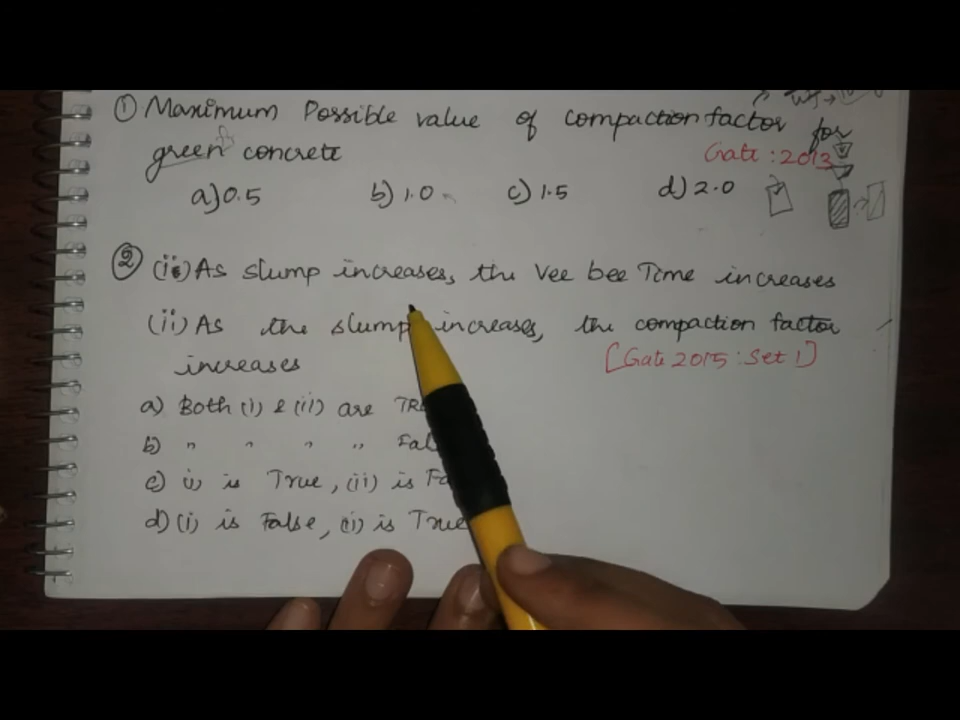 ① Maximum Possible value of compaction factor for
green concrete
Gate : 2013
a) 0.5 b) 1.0 c) 1.5 d) 2.0
② (i) As slump increases, the Vee bee Time increases
(ii) As the slump increases, the compaction factor
increases
[Gate 2015 : Set 1]
a) Both (i) & (ii) are
b) " " " "
c) (i) is True, (ii) is
d) (i) is False, (i) is True